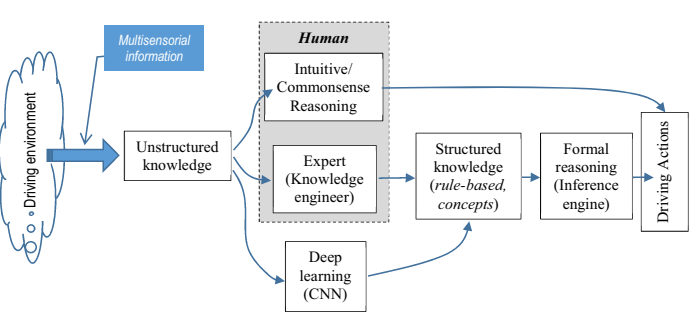 Multisensorial
information
Driving environment
Unstructured
knowledge
Human
Intuitive/
Commonsense
Reasoning
Expert
(Knowledge
engineer)
Deep
learning
(CNN)
Structured
knowledge
(rule-based,
concepts)
Formal
reasoning
(Inference
engine)
Driving Actions